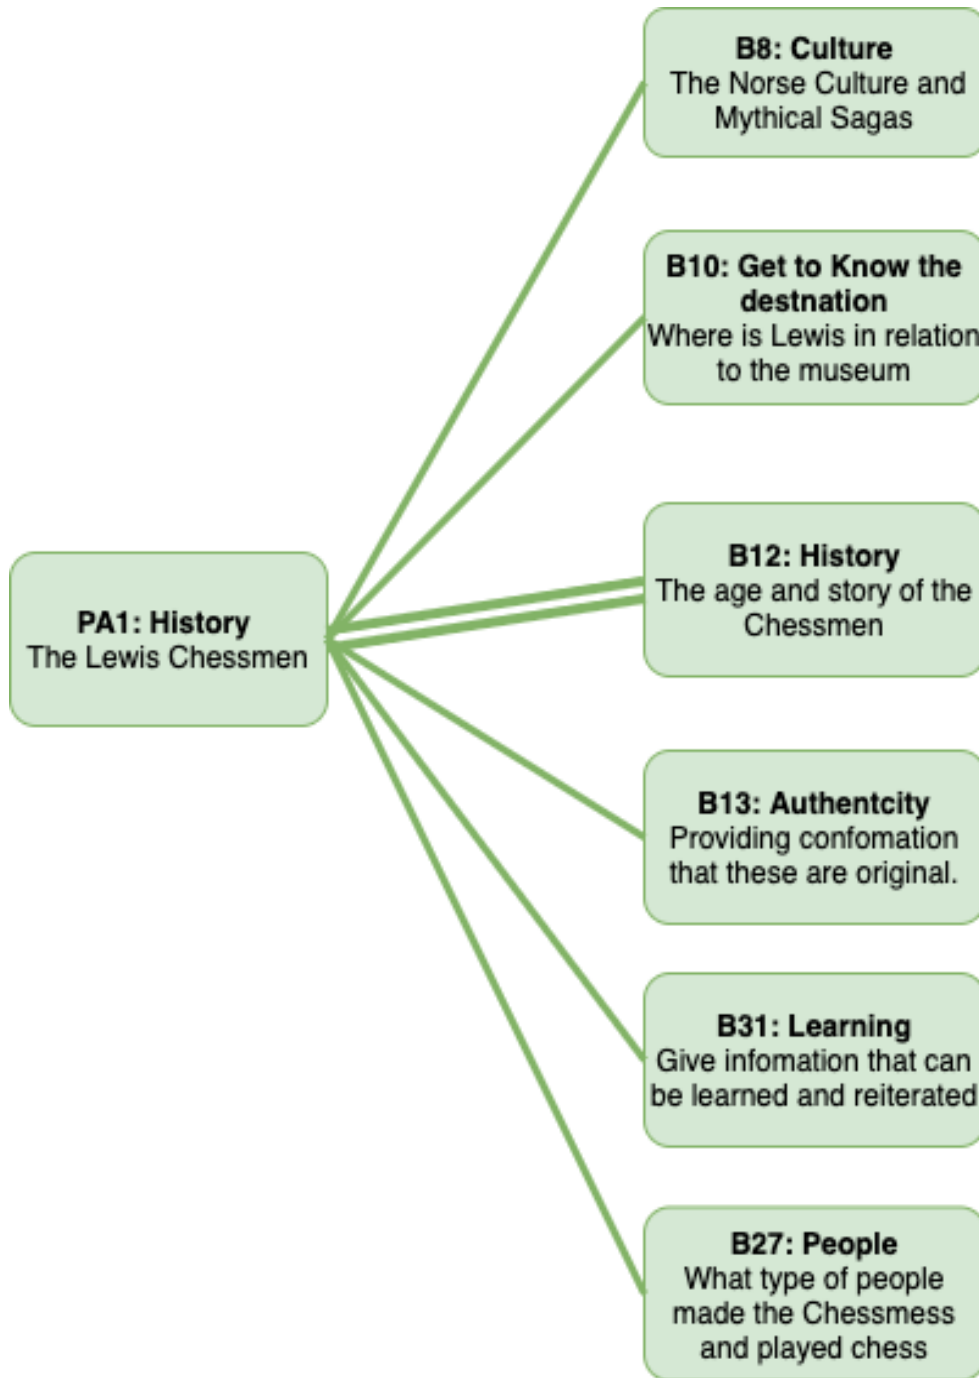 B8: Culture
The Norse Culture and
Mythical Sagas
B10: Get to Know the
destnation
Where is Lewis in relation
to the museum
PA1: History
The Lewis Chessmen
B12: History
The age and story of the
Chessmen
B13: Authentcity
Providing confomation
that these are original.
B31: Learning
Give infomation that can
be learned and reiterated
B27: People
What type of people
made the Chessmess
and played chess